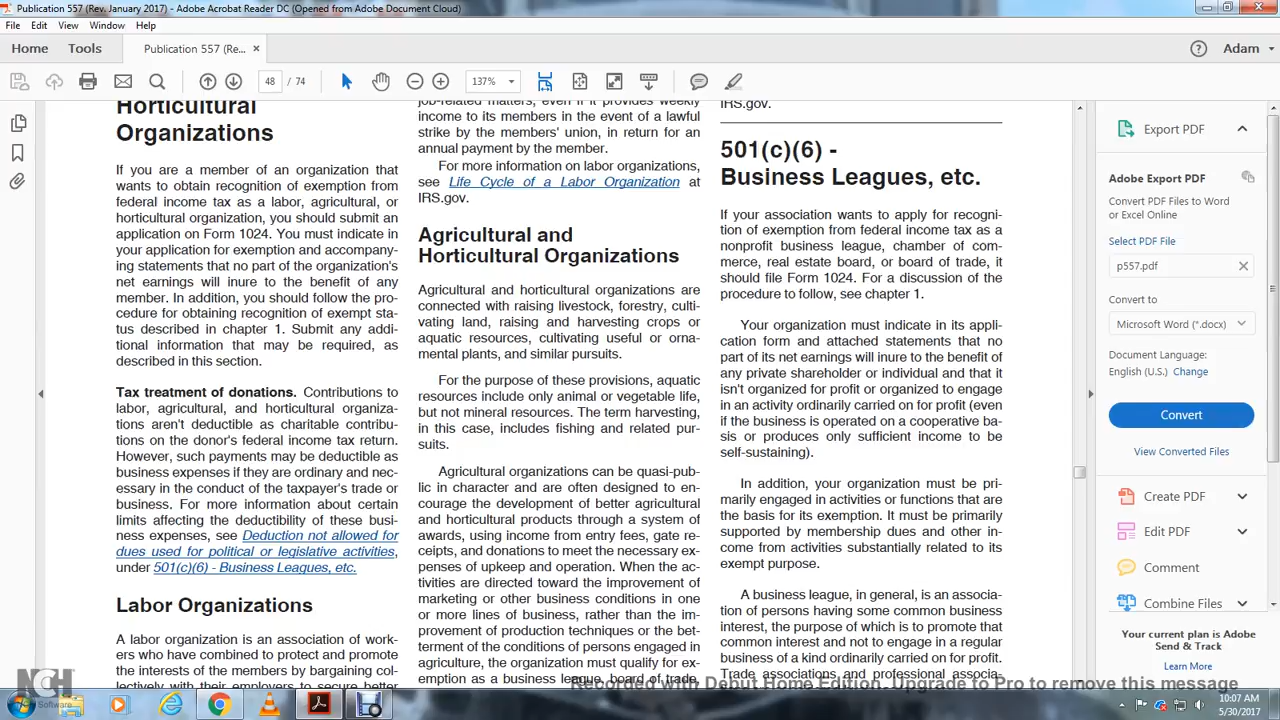 Publication 557 (Rev. January 2017) - Adobe Acrobat Reader DC (Opened from Adobe Document Cloud)
File Edit View Window Help
Home Tools Publication 557 (Re... × Adam
48 / 74 137%
Horticultural
Organizations
If you are a member of an organization that
wants to obtain recognition of exemption from
federal income tax as a labor, agricultural, or
horticultural organization, you should submit an
application on Form 1024. You must indicate in
your application for exemption and accompany-
ing statements that no part of the organization's
net earnings will inure to the benefit of any
member. In addition, you should follow the pro-
cedure for obtaining recognition of exempt sta-
tus described in chapter 1. Submit any addi-
tional information that may be required, as
described in this section.
Tax treatment of donations. Contributions to
labor, agricultural, and horticultural organiza-
tions aren't deductible as charitable contribu-
tions on the donor's federal income tax return.
However, such payments may be deductible as
business expenses if they are ordinary and nec-
essary in the conduct of the taxpayer's trade or
business. For more information about certain
limits affecting the deductibility of these busi-
ness expenses, see Deduction not allowed for
dues used for political or legislative activities,
under 501(c)(6) - Business Leagues, etc.
Labor Organizations
A labor organization is an association of work-
ers who have combined to protect and promote
the interests of the members by bargaining col-
lectively with their employers to secure better
job-related matters, even if it provides weekly
income to its members in the event of a lawful
strike by the members' union, in return for an
annual payment by the member.
For more information on labor organizations,
see Life Cycle of a Labor Organization at
IRS.gov.
Agricultural and
Horticultural Organizations
Agricultural and horticultural organizations are
connected with raising livestock, forestry, culti-
vating land, raising and harvesting crops or
aquatic resources, cultivating useful or orna-
mental plants, and similar pursuits.
For the purpose of these provisions, aquatic
resources include only animal or vegetable life,
but not mineral resources. The term harvesting,
in this case, includes fishing and related pur-
suits.
Agricultural organizations can be quasi-pub-
lic in character and are often designed to en-
courage the development of better agricultural
and horticultural products through a system of
awards, using income from entry fees, gate re-
ceipts, and donations to meet the necessary ex-
penses of upkeep and operation. When the ac-
tivities are directed toward the improvement of
marketing or other business conditions in one
or more lines of business, rather than the im-
provement of production techniques or the bet-
terment of the conditions of persons engaged in
agriculture, the organization must qualify for ex-
emption as a business league, board of trade,
IRS.gov.
501(c)(6) -
Business Leagues, etc.
If your association wants to apply for recogni-
tion of exemption from federal income tax as a
nonprofit business league, chamber of com-
merce, real estate board, or board of trade, it
should file Form 1024. For a discussion of the
procedure to follow, see chapter 1.
Your organization must indicate in its appli-
cation form and attached statements that no
part of its net earnings will inure to the benefit of
any private shareholder or individual and that it
isn't organized for profit or organized to engage
in an activity ordinarily carried on for profit (even
if the business is operated on a cooperative ba-
sis or produces only sufficient income to be
self-sustaining).
In addition, your organization must be pri-
marily engaged in activities or functions that are
the basis for its exemption. It must be primarily
supported by membership dues and other in-
come from activities substantially related to its
exempt purpose.
A business league, in general, is an associa-
tion of persons having some common business
interest, the purpose of which is to promote that
common interest and not to engage in a regular
business of a kind ordinarily carried on for profit.
Trade associations and professional associa-
Export PDF
Adobe Export PDF
Convert PDF Files to Word
or Excel Online
Select PDF File
p557.pdf
Convert to
Microsoft Word (*.docx)
Document Language:
English (U.S.) Change
Convert
View Converted Files
Create PDF
Edit PDF
Comment
Combine Files
Your current plan is Adobe
Send & Track
Learn More
Recorded with Debut Home Edition. Upgrade to Pro to remove this message
NCH Software
10:07 AM
5/30/2017